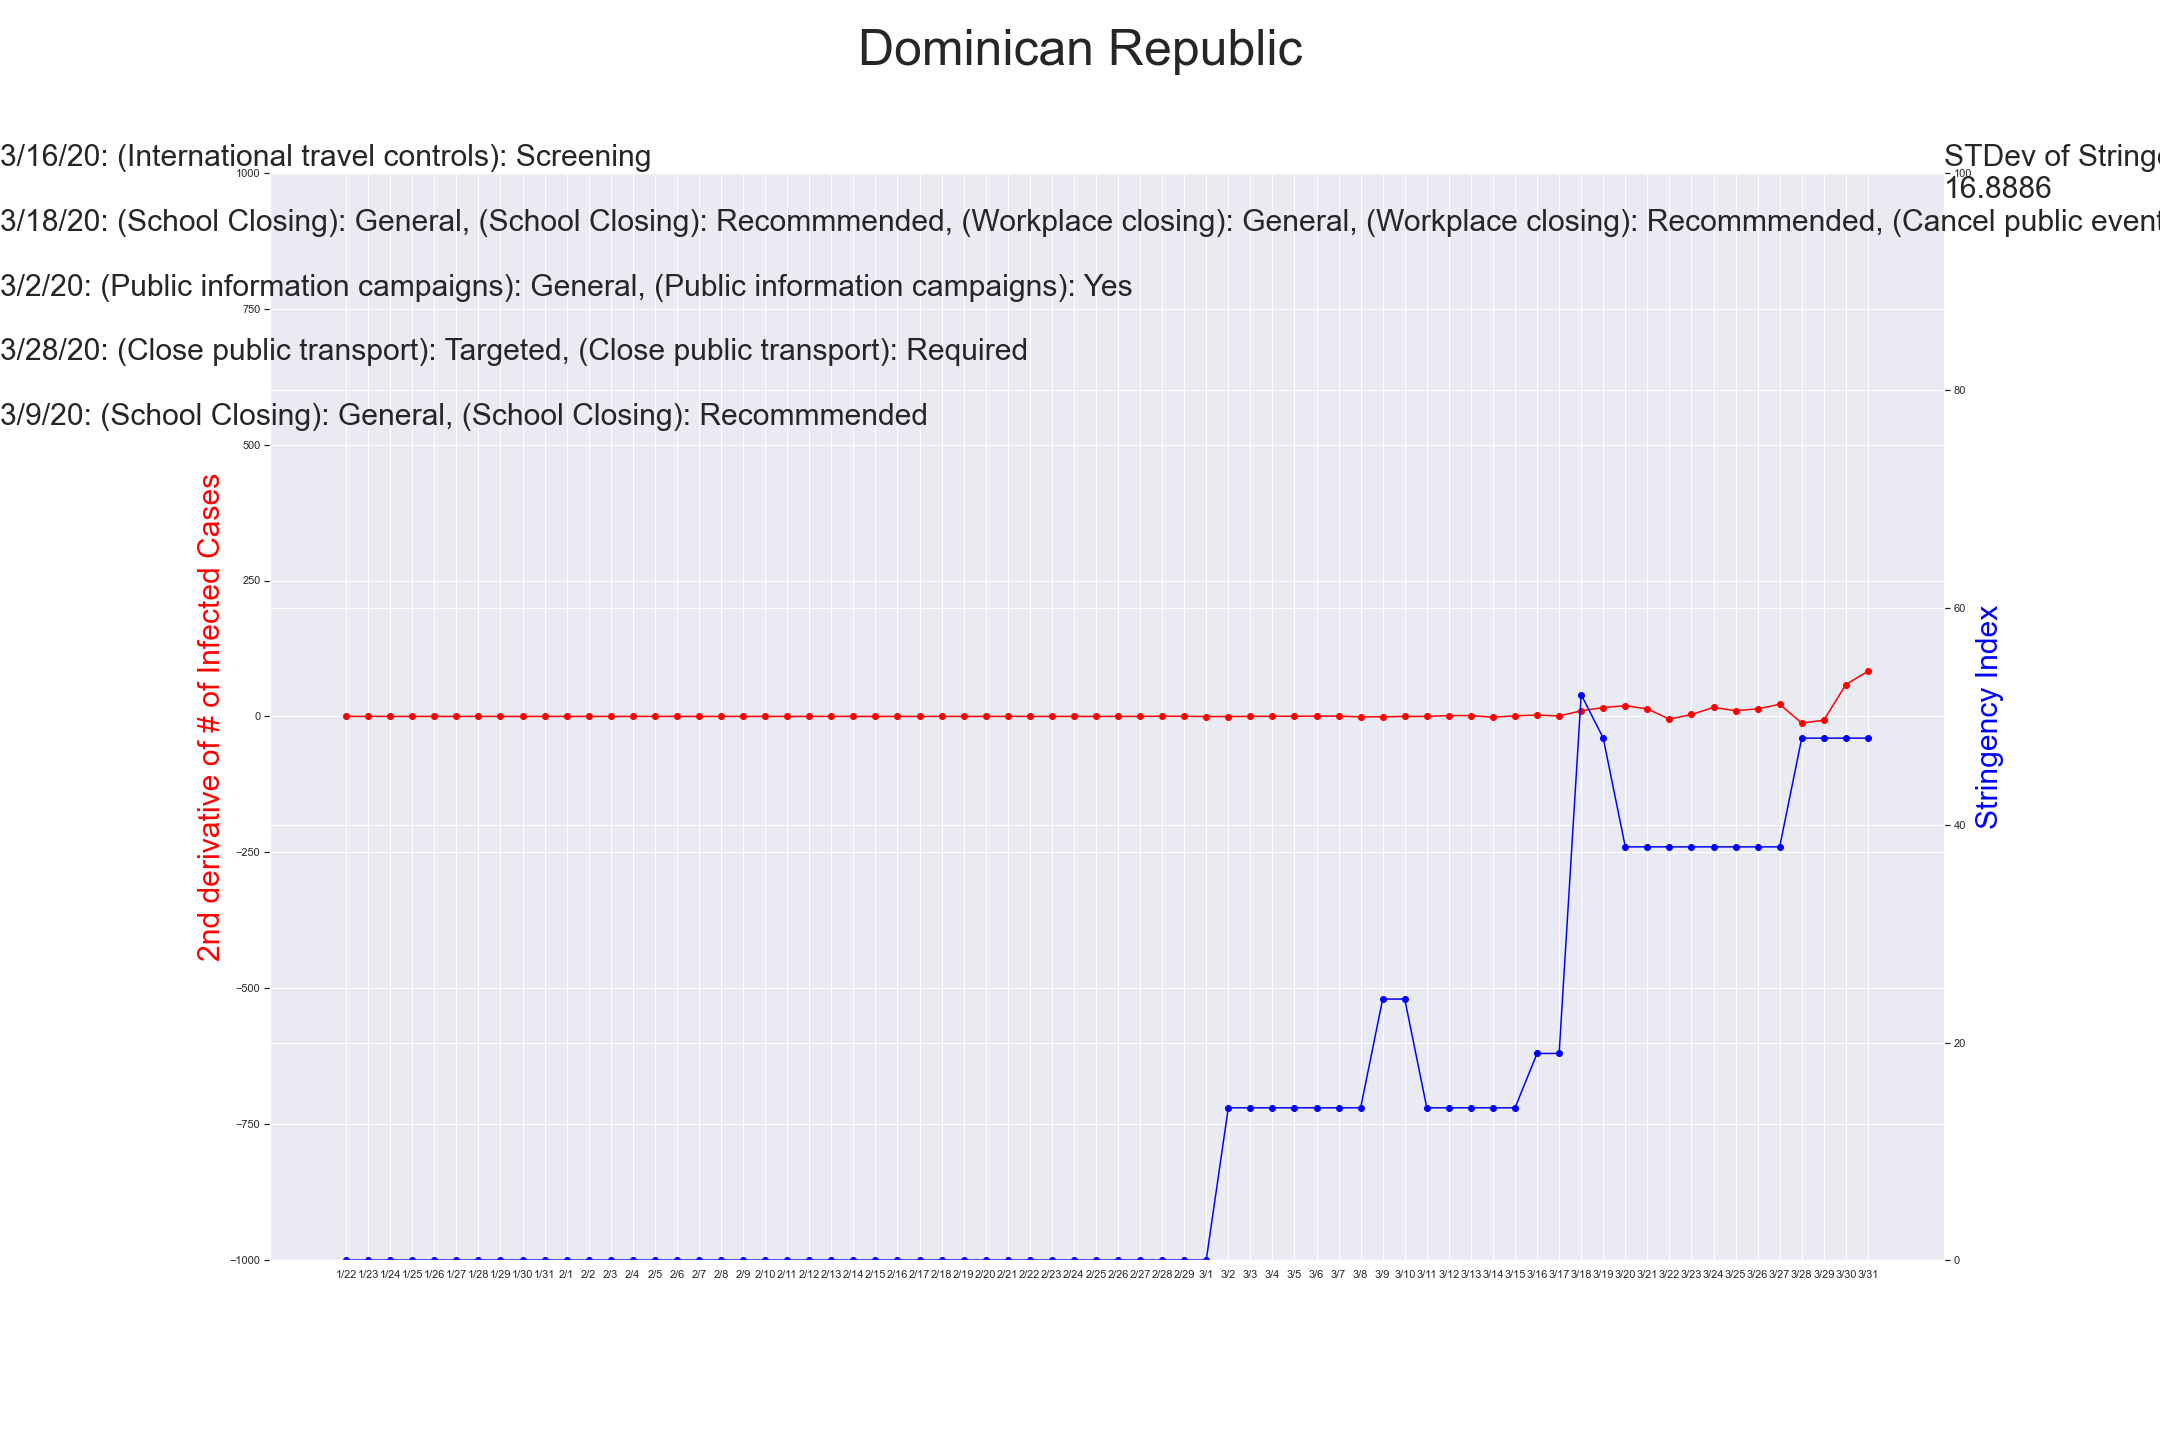 Dominican Republic
3/16/20: (International travel controls): Screening
STDev of Stringe
16.8886
3/18/20: (School Closing): General, (School Closing): Recommmended, (Workplace closing): General, (Workplace closing): Recommmended, (Cancel public event
3/2/20: (Public information campaigns): General, (Public information campaigns): Yes
3/28/20: (Close public transport): Targeted, (Close public transport): Required
3/9/20: (School Closing): General, (School Closing): Recommmended
2nd derivative of # of Infected Cases
1000
750
500
250
0
−250
−500
−750
−1000
100
80
60
40
20
0
Stringency Index
1/22 1/23 1/24 1/25 1/26 1/27 1/28 1/29 1/30 1/31 2/1 2/2 2/3 2/4 2/5 2/6 2/7 2/8 2/9 2/10 2/11 2/12 2/13 2/14 2/15 2/16 2/17 2/18 2/19 2/20 2/21 2/22 2/23 2/24 2/25 2/26 2/27 2/28 2/29 3/1 3/2 3/3 3/4 3/5 3/6 3/7 3/8 3/9 3/10 3/11 3/12 3/13 3/14 3/15 3/16 3/17 3/18 3/19 3/20 3/21 3/22 3/23 3/24 3/25 3/26 3/27 3/28 3/29 3/30 3/31